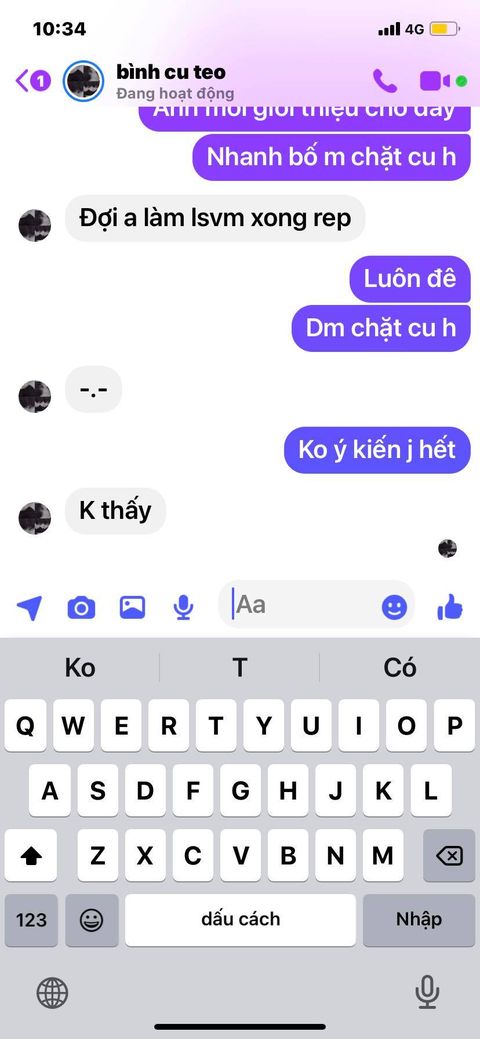 10:34
4G
1
bình cu teo
Đang hoạt động
Anh mới giới thiệu cho đấy
Nhanh bố m chặt cu h
Đợi a làm lsvm xong rep
Luôn đê
Dm chặt cu h
-.-
Ko ý kiến j hết
K thấy
Aa
Ko
T
Có
Q W E R T Y U I O P
A S D F G H J K L
Z X C V B N M
123
dấu cách
Nhập